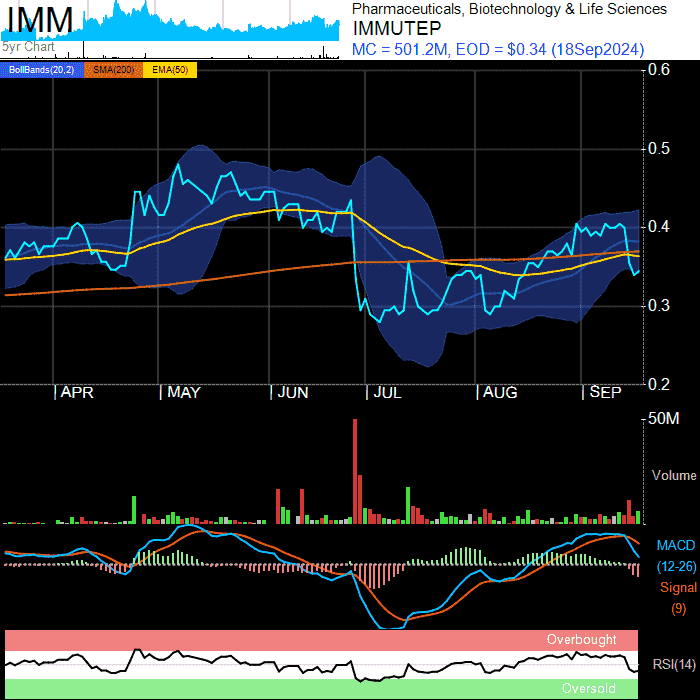 IMM
5yr Chart
Pharmaceuticals, Biotechnology & Life Sciences
IMMUTEP
MC = 501.2M, EOD = $0.34 (18Sep2024)
BollBands(20,2) SMA(200) EMA(50)
0.6
0.5
0.4
0.3
0.2
APR MAY JUN JUL AUG SEP
50M
Volume
MACD
(12-26)
Signal
(9)
Overbought
RSI(14)
Oversold